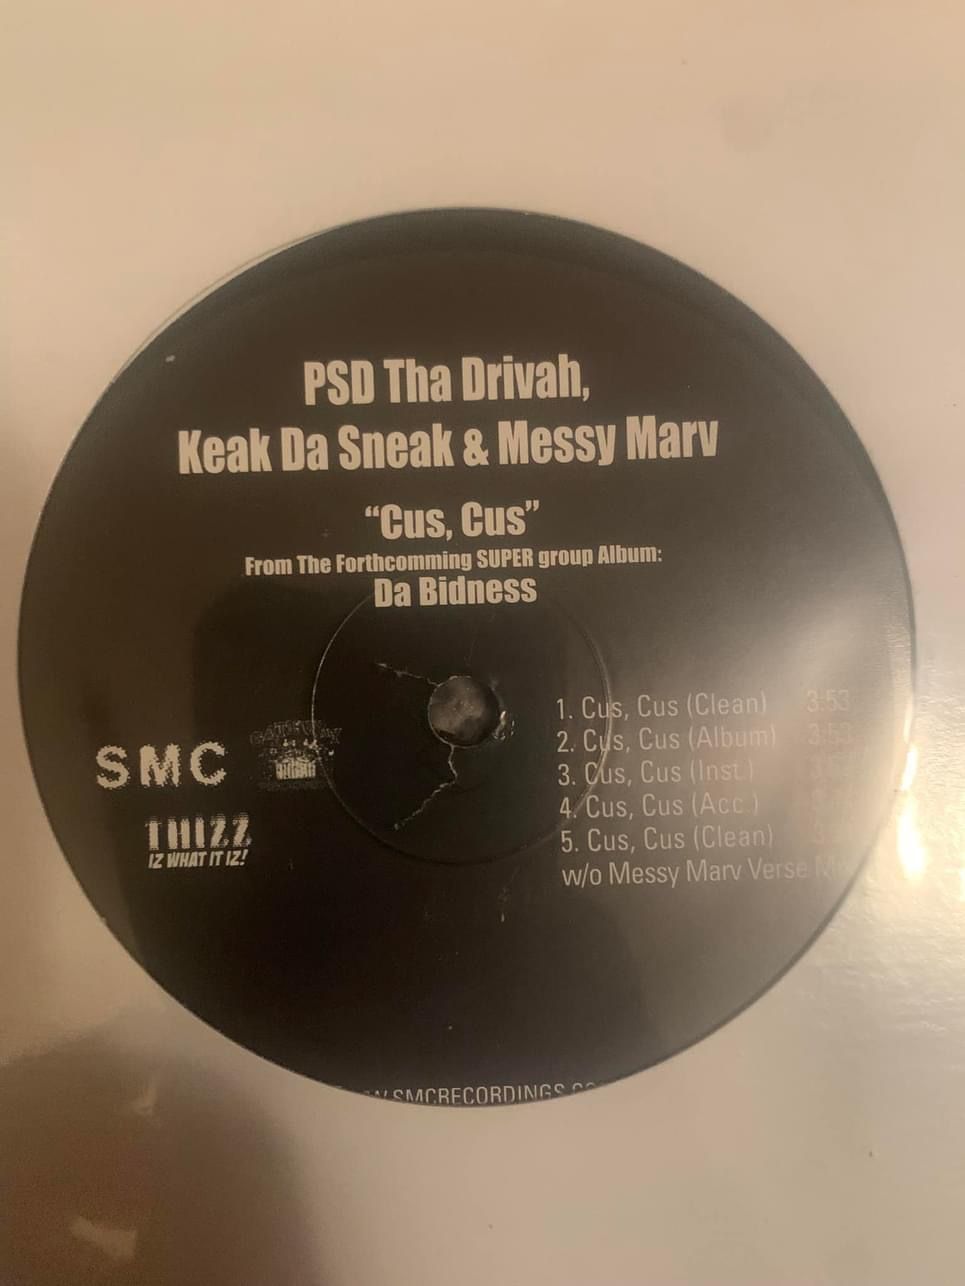 PSD Tha Drivah,
Keak Da Sneak & Messy Marv
“Cus, Cus”
From The Forthcomming SUPER group Album:
Da Bidness
1. Cus, Cus (Clean) 3:53
2. Cus, Cus (Album) 3:53
3. Cus, Cus (Inst.)
4. Cus, Cus (Acc.)
5. Cus, Cus (Clean)
w/o Messy Marv Verse
SMC
THIZZ
IZ WHAT IT IZ!
SMCRECORDINGS